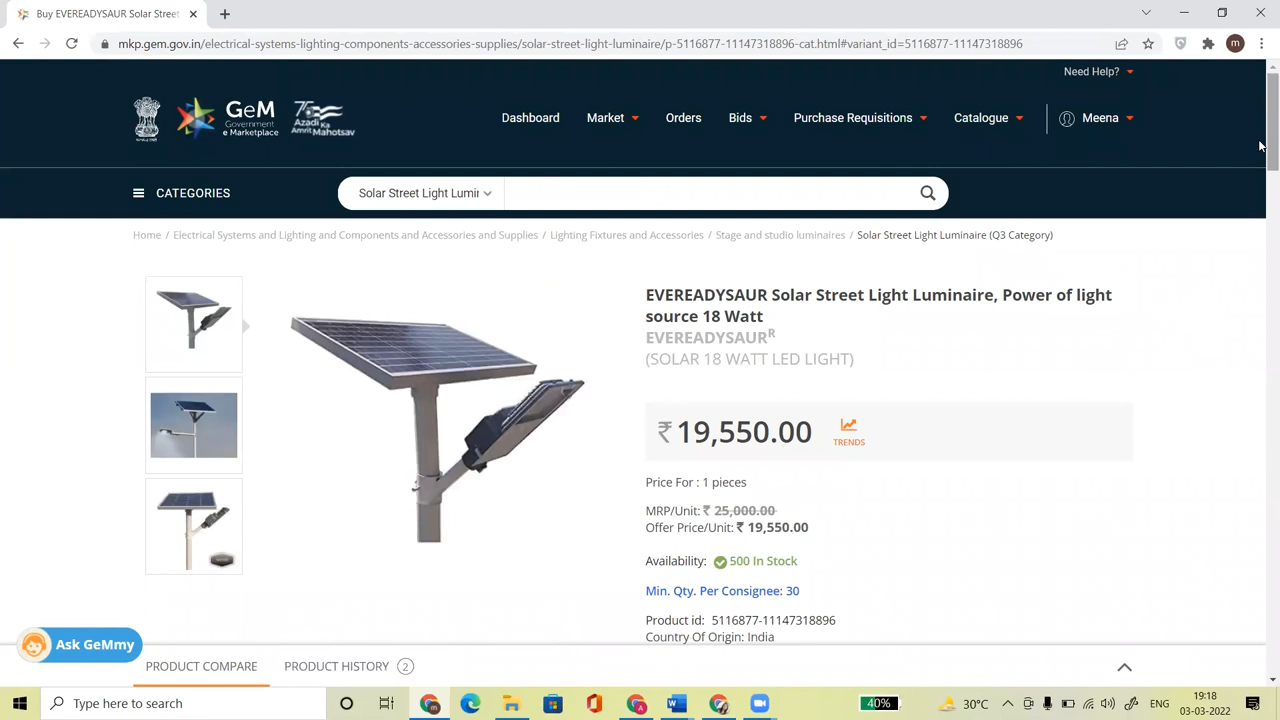 Buy EVEREADYSAUR Solar Street
mkp.gem.gov.in/electrical-systems-lighting-components-accessories-supplies/solar-street-light-luminaire/p-5116877-11147318896-cat.html#variant_id=5116877-11147318896
m
Need Help?
GeM
Government
e Marketplace
75
Azadi Ka
Amrit Mahotsav
Dashboard
Market
Orders
Bids
Purchase Requisitions
Catalogue
Meena
CATEGORIES
Solar Street Light Lumin
Home / Electrical Systems and Lighting and Components and Accessories and Supplies / Lighting Fixtures and Accessories / Stage and studio luminaires / Solar Street Light Luminaire (Q3 Category)
EVEREADYSAUR Solar Street Light Luminaire, Power of light
source 18 Watt
EVEREADYSAUR R
(SOLAR 18 WATT LED LIGHT)
₹ 19,550.00
TRENDS
Price For : 1 pieces
MRP/Unit: ₹ 25,000.00
Offer Price/Unit: ₹ 19,550.00
Availability: 500 In Stock
Min. Qty. Per Consignee: 30
Product id: 5116877-11147318896
Country Of Origin: India
Ask GeMmy
PRODUCT COMPARE
PRODUCT HISTORY 2
Type here to search
40%
30°C
ENG
19:18
03-03-2022